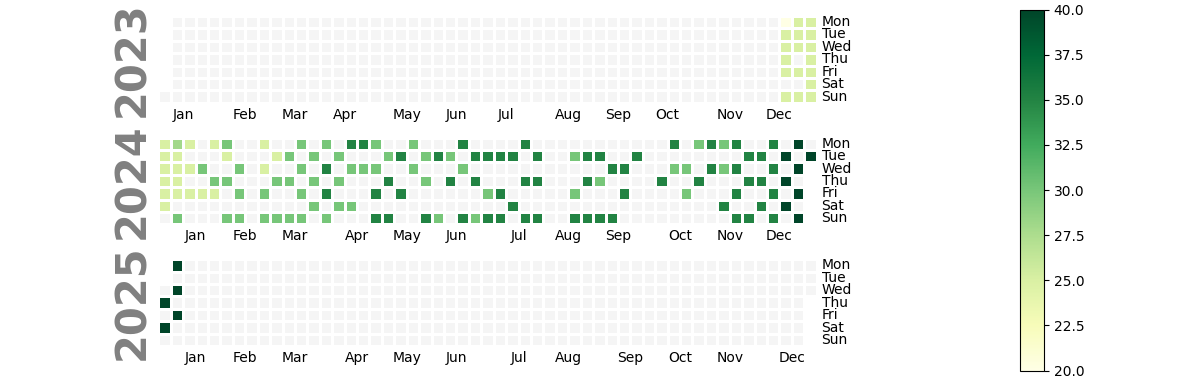 2023
Mon
Tue
Wed
Thu
Fri
Sat
Sun
Jan Feb Mar Apr May Jun Jul Aug Sep Oct Nov Dec
2024
Mon
Tue
Wed
Thu
Fri
Sat
Sun
Jan Feb Mar Apr May Jun Jul Aug Sep Oct Nov Dec
2025
Mon
Tue
Wed
Thu
Fri
Sat
Sun
Jan Feb Mar Apr May Jun Jul Aug Sep Oct Nov Dec
40.0
37.5
35.0
32.5
30.0
27.5
25.0
22.5
20.0